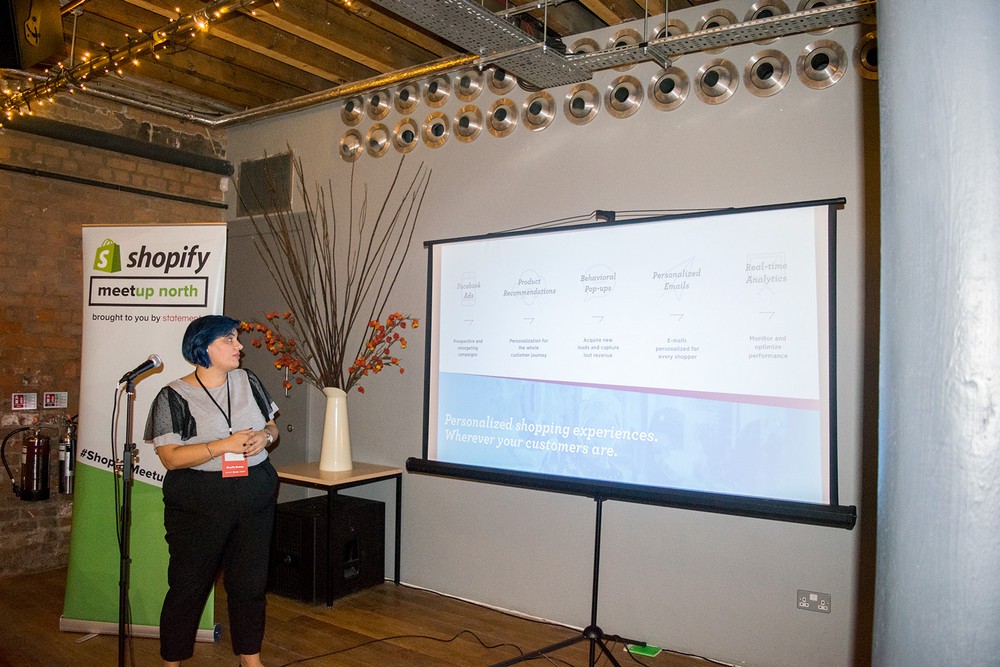 shopify
meetup north
brought to you by statement
#ShopifyMeetu
Facebook
Ads
Prospective and
retargeting
campaigns
Product
Recommendations
Personalization for
the whole
customer journey
Behavioral
Pop-ups
Acquire new
leads and capture
lost revenue
Personalized
Emails
E-mails
personalized for
every shopper
Real-time
Analytics
Monitor and
optimize
performance
Personalized shopping experiences.
Wherever your customers are.